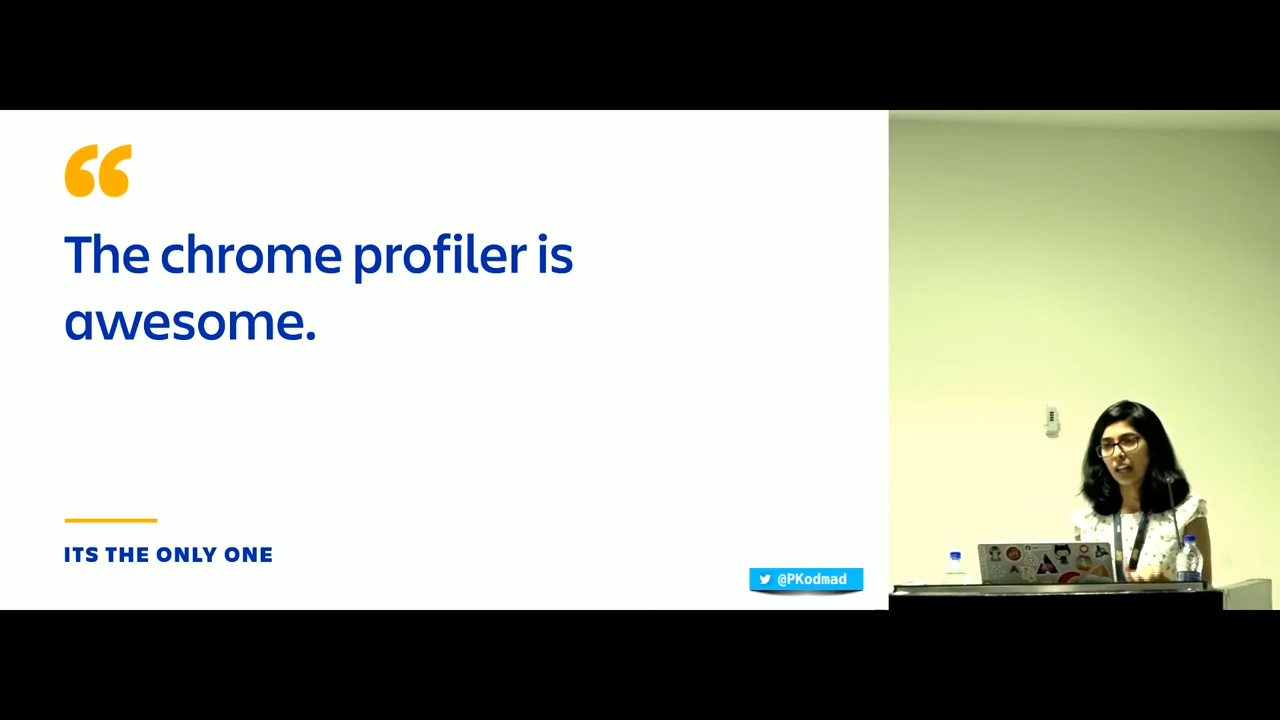 “
The chrome profiler is
awesome.
ITS THE ONLY ONE
@PKodmad